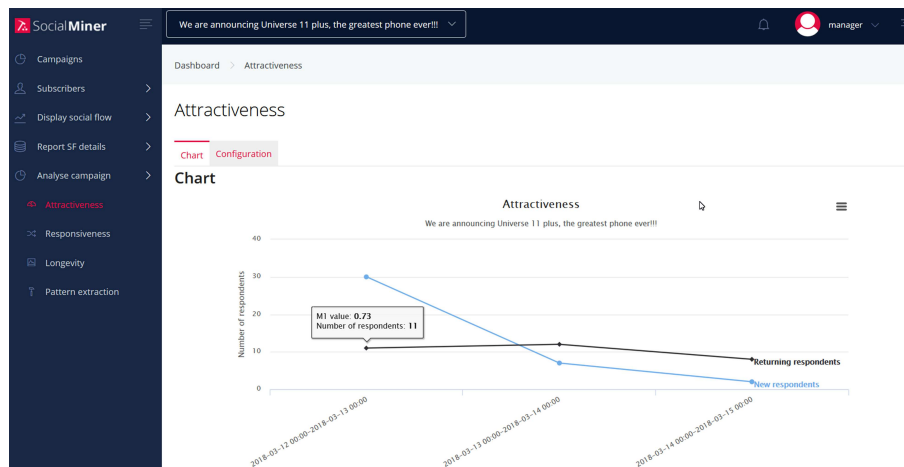 SocialMiner
We are announcing Universe 11 plus, the greatest phone ever!!!
manager
Campaigns
Subscribers
Display social flow
Report SF details
Analyse campaign
Attractiveness
Responsiveness
Longevity
Pattern extraction
Dashboard > Attractiveness
Attractiveness
Chart Configuration
Chart
Attractiveness
We are announcing Universe 11 plus, the greatest phone ever!!!
Number of respondents
40
30
20
10
0
M1 value: 0.73
Number of respondents: 11
Returning respondents
New respondents
2018-03-12 00:00-2018-03-13 00:00
2018-03-13 00:00-2018-03-14 00:00
2018-03-14 00:00-2018-03-15 00:00